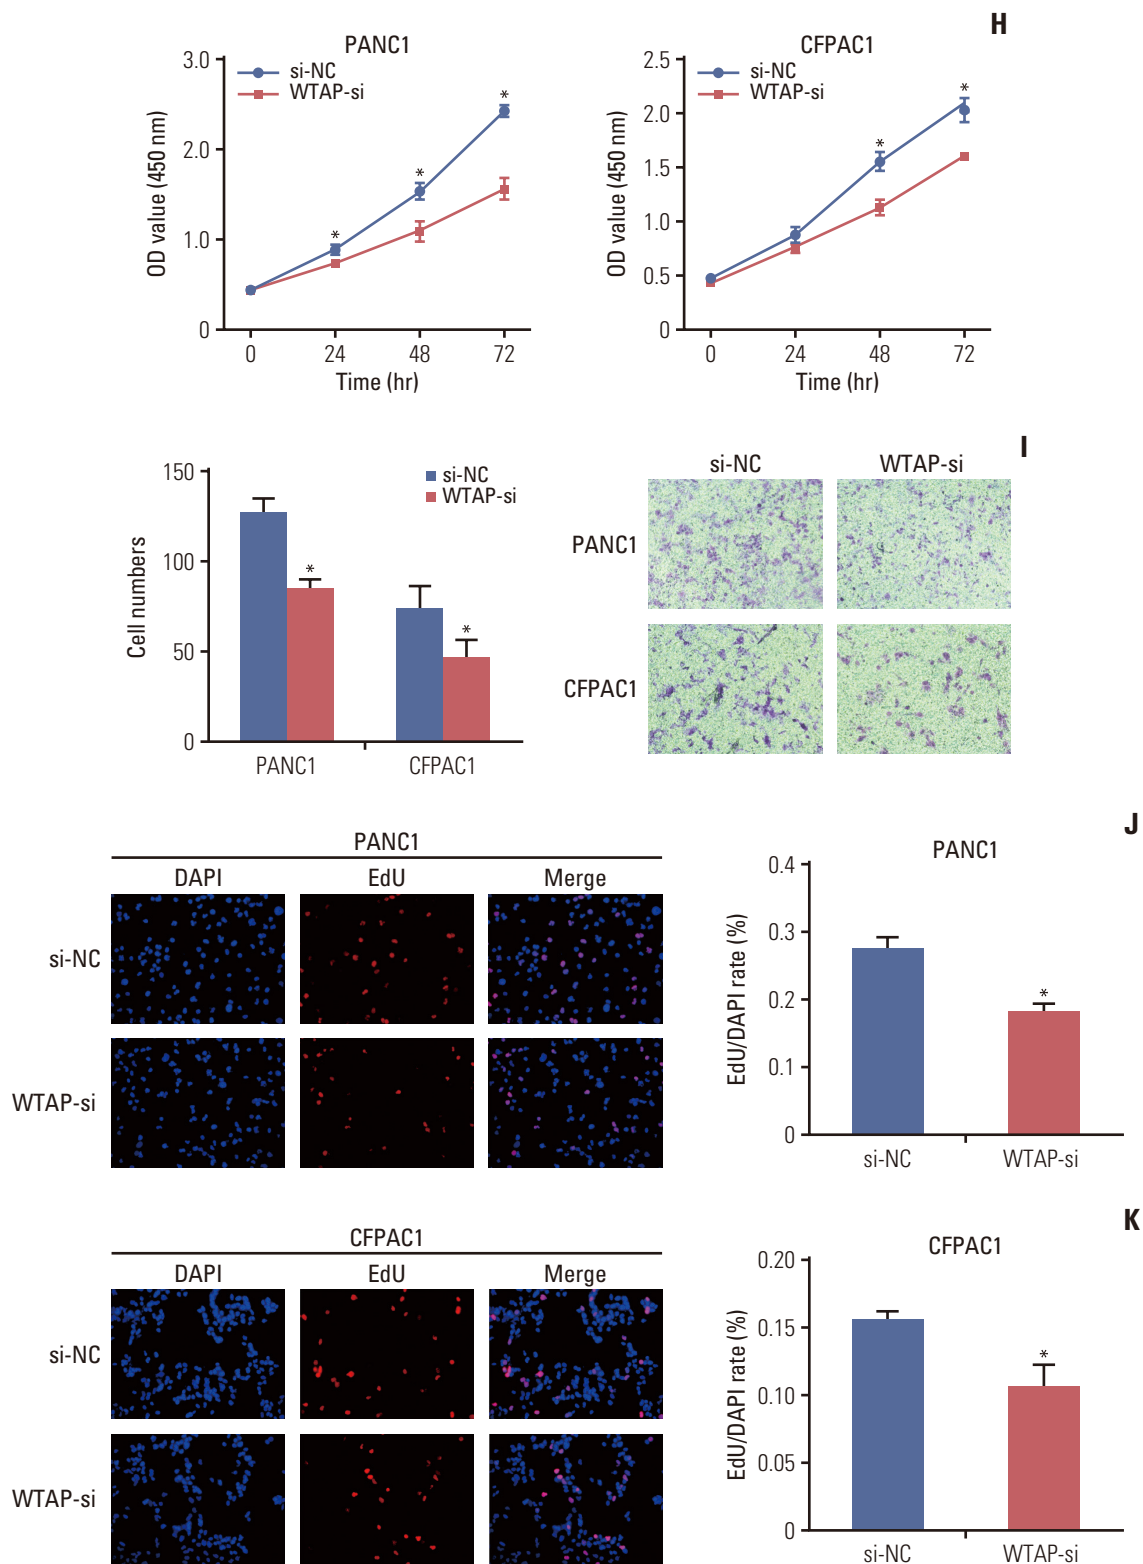 H
PANC1
3.0
2.0
1.0
0
OD value (450 nm)
si-NC
WTAP-si
*
*
*
0 24 48 72
Time (hr)
CFPAC1
2.5
2.0
1.5
1.0
0.5
0
OD value (450 nm)
si-NC
WTAP-si
*
*
0 24 48 72
Time (hr)
I
150
100
50
0
Cell numbers
si-NC
WTAP-si
*
*
PANC1 CFPAC1
si-NC WTAP-si
PANC1
CFPAC1
J
PANC1
DAPI EdU Merge
si-NC
WTAP-si
PANC1
0.4
0.3
0.2
0.1
0
EdU/DAPI rate (%)
*
si-NC WTAP-si
K
CFPAC1
DAPI EdU Merge
si-NC
WTAP-si
CFPAC1
0.20
0.15
0.10
0.05
0
EdU/DAPI rate (%)
*
si-NC WTAP-si